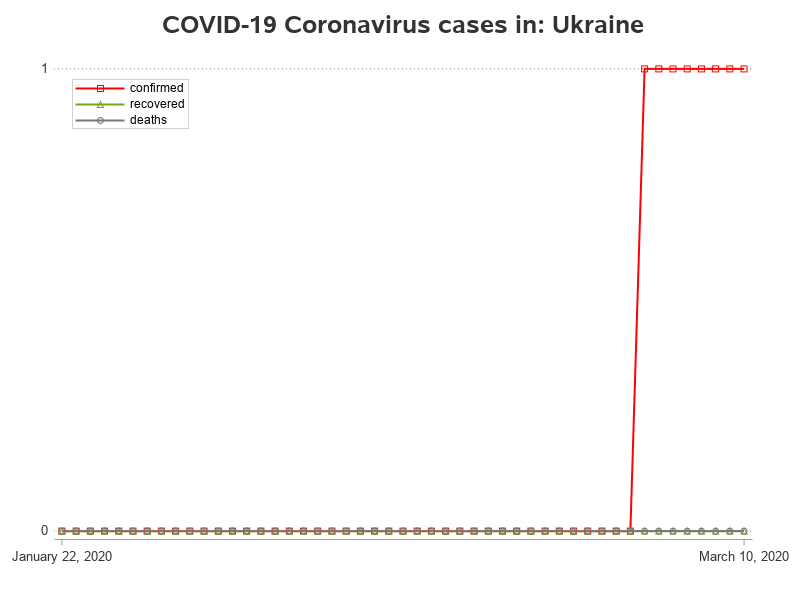 COVID-19 Coronavirus cases in: Ukraine
1
confirmed
recovered
deaths
0
January 22, 2020
March 10, 2020